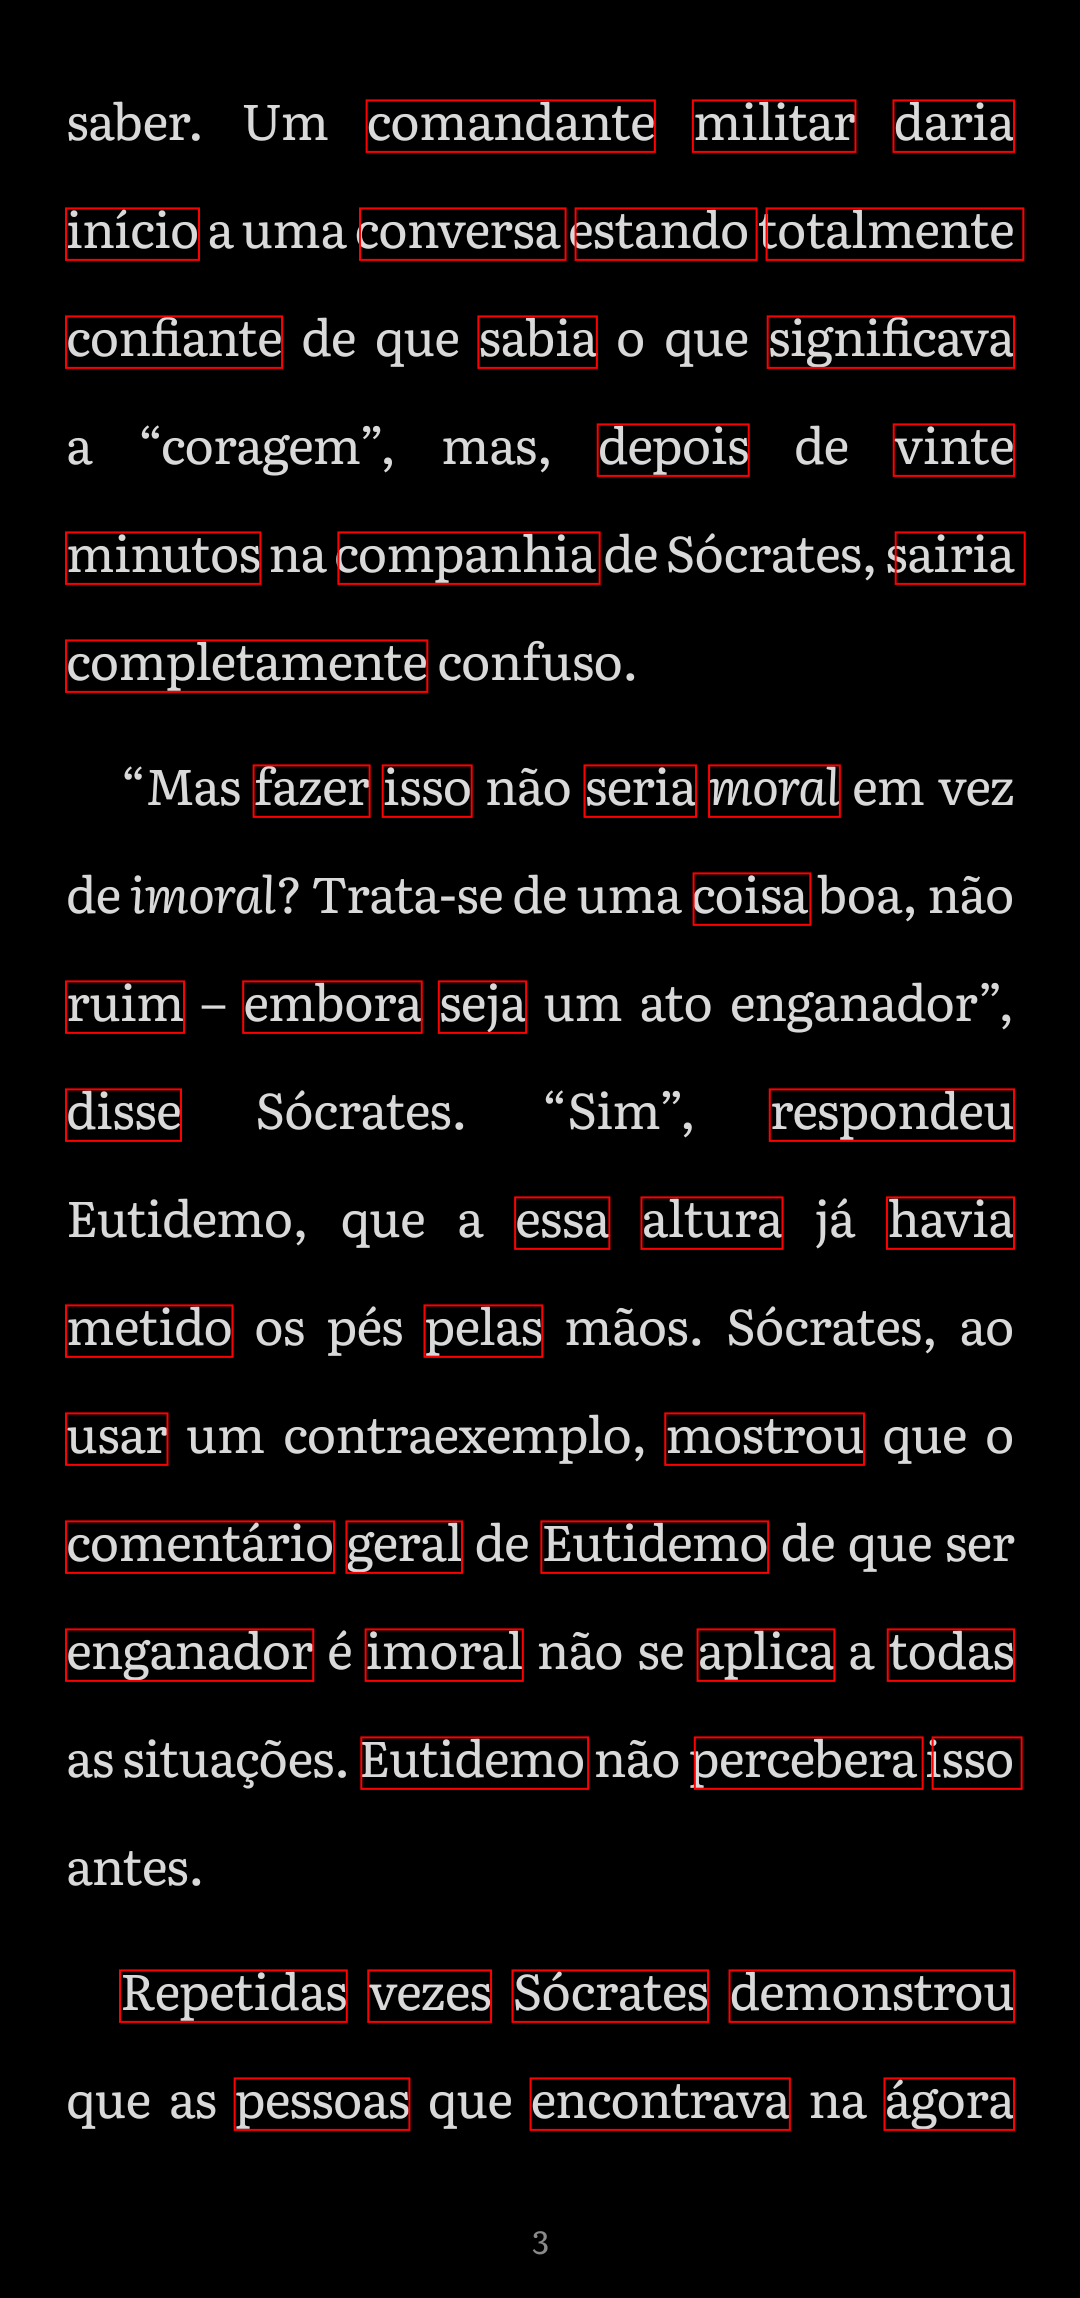 saber. Um comandante militar daria
início a uma conversa estando totalmente
confiante de que sabia o que significava
a “coragem”, mas, depois de vinte
minutos na companhia de Sócrates, sairia
completamente confuso.
“Mas fazer isso não seria moral em vez
de imoral? Trata-se de uma coisa boa, não
ruim – embora seja um ato enganador”,
disse Sócrates. “Sim”, respondeu
Eutidemo, que a essa altura já havia
metido os pés pelas mãos. Sócrates, ao
usar um contraexemplo, mostrou que o
comentário geral de Eutidemo de que ser
enganador é imoral não se aplica a todas
as situações. Eutidemo não percebera isso
antes.
Repetidas vezes Sócrates demonstrou
que as pessoas que encontrava na ágora
3